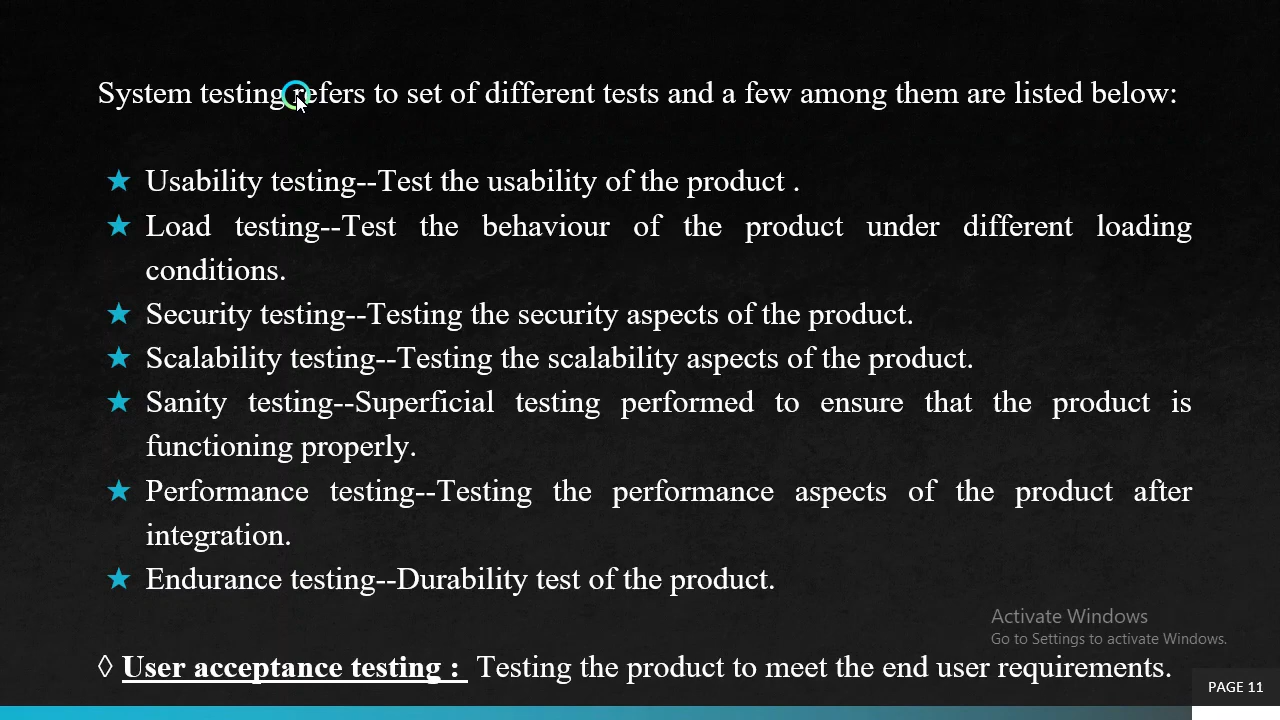 System testing refers to set of different tests and a few among them are listed below:
★ Usability testing--Test the usability of the product .
★ Load testing--Test the behaviour of the product under different loading
conditions.
★ Security testing--Testing the security aspects of the product.
★ Scalability testing--Testing the scalability aspects of the product.
★ Sanity testing--Superficial testing performed to ensure that the product is
functioning properly.
★ Performance testing--Testing the performance aspects of the product after
integration.
★ Endurance testing--Durability test of the product.
Activate Windows
Go to Settings to activate Windows.
◊ User acceptance testing : Testing the product to meet the end user requirements.
PAGE 11